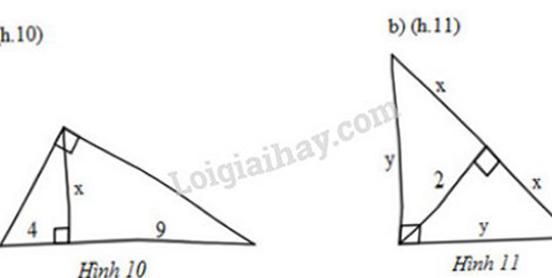 h.10)
x
4
9
Hình 10
b) (h.11)
x
y
2
x
y
Hình 11
Loigiaihay.com